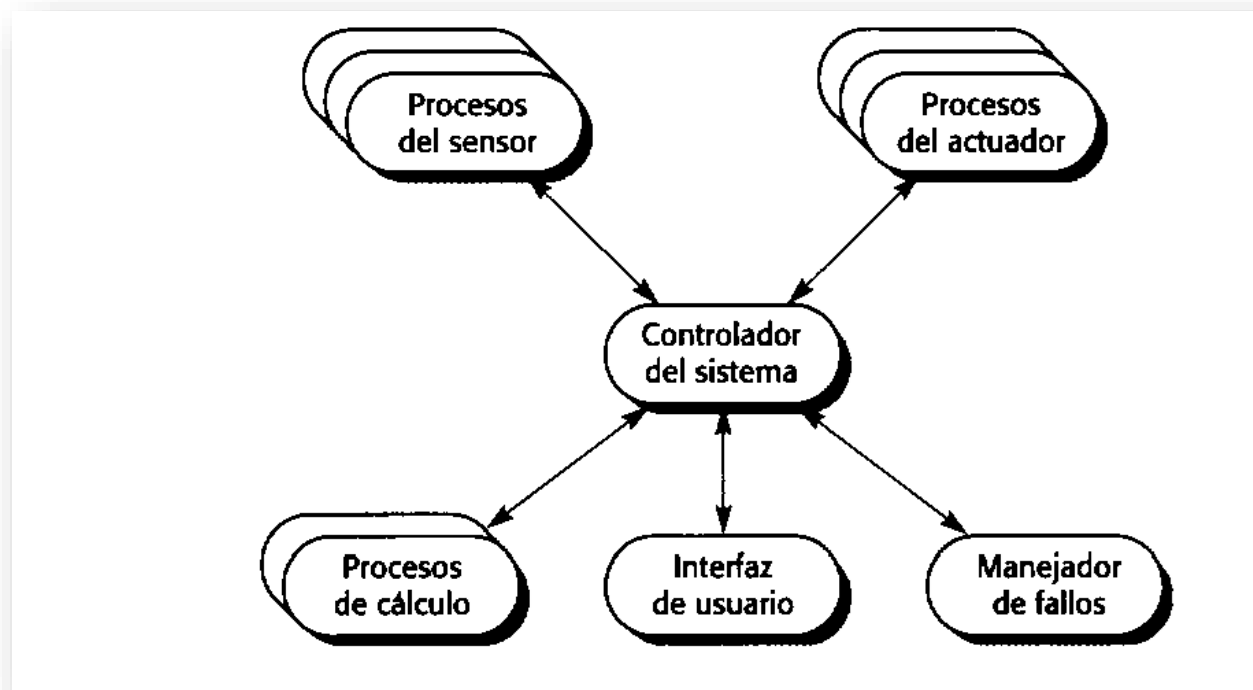 Procesos
del sensor
Procesos
del actuador
Controlador
del sistema
Procesos
de cálculo
Interfaz
de usuario
Manejador
de fallos